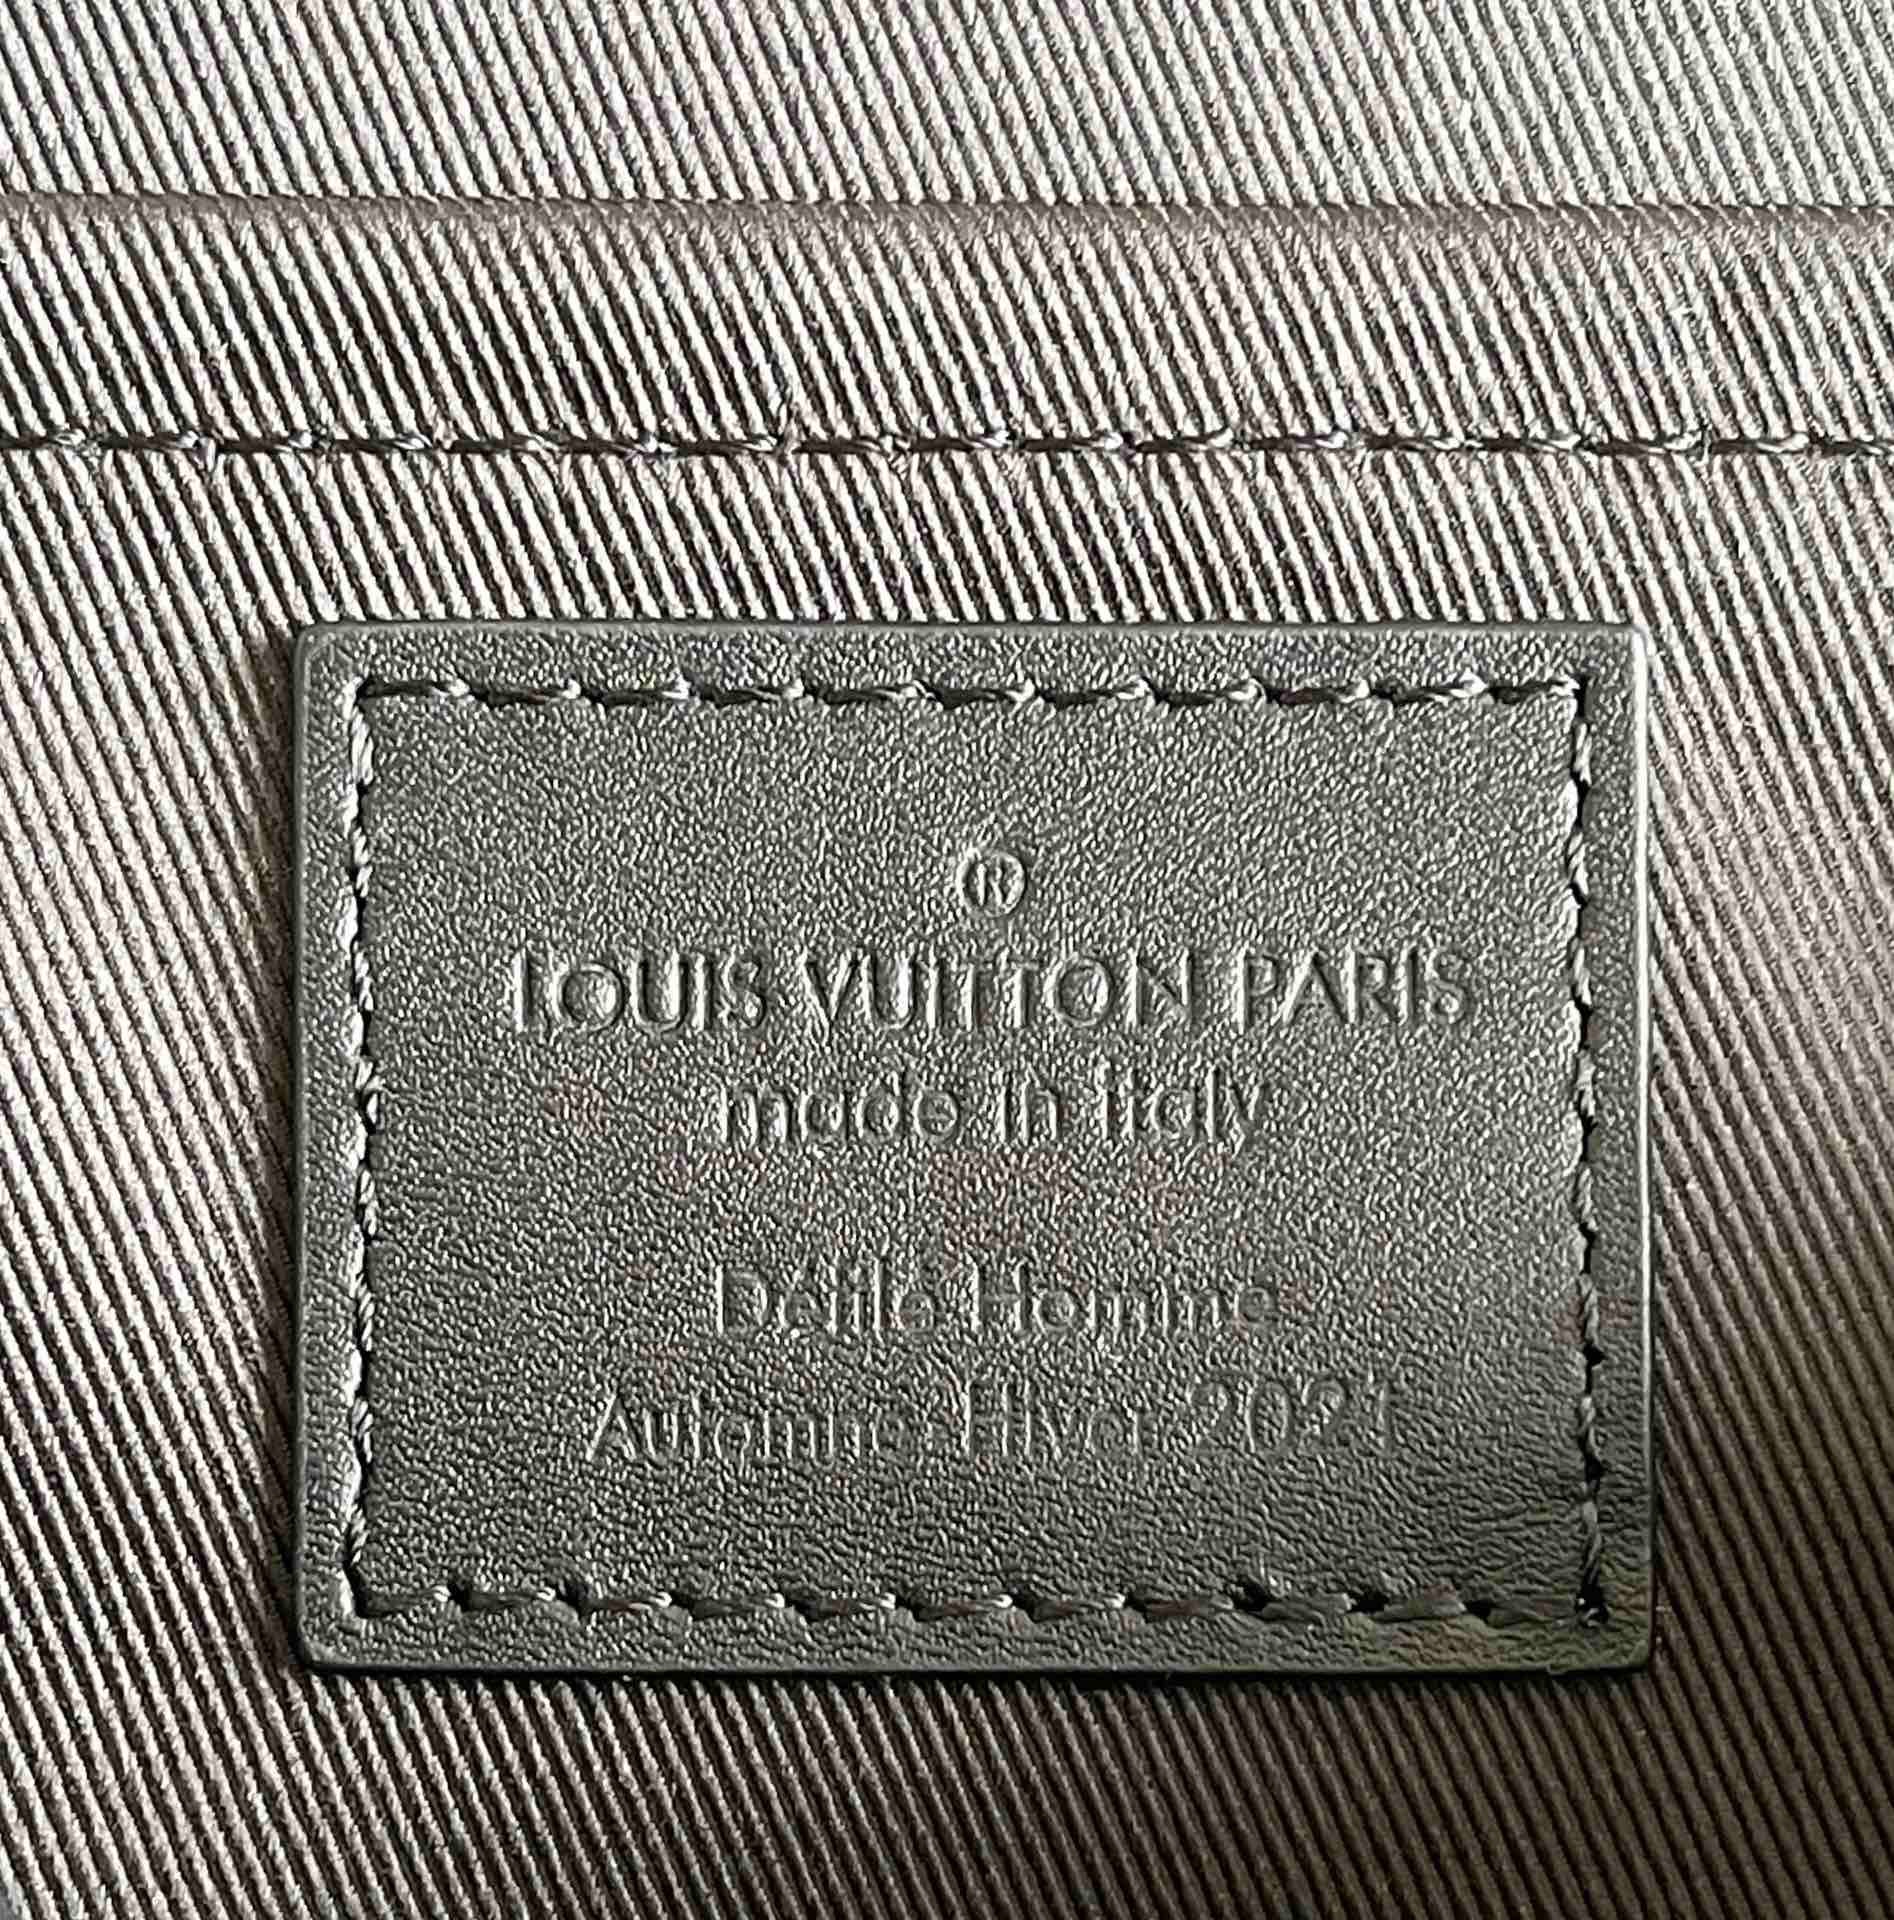 ®
LOUIS VUITTON PARIS
made in Italy
Défilé Homme
Automne Hiver 2021